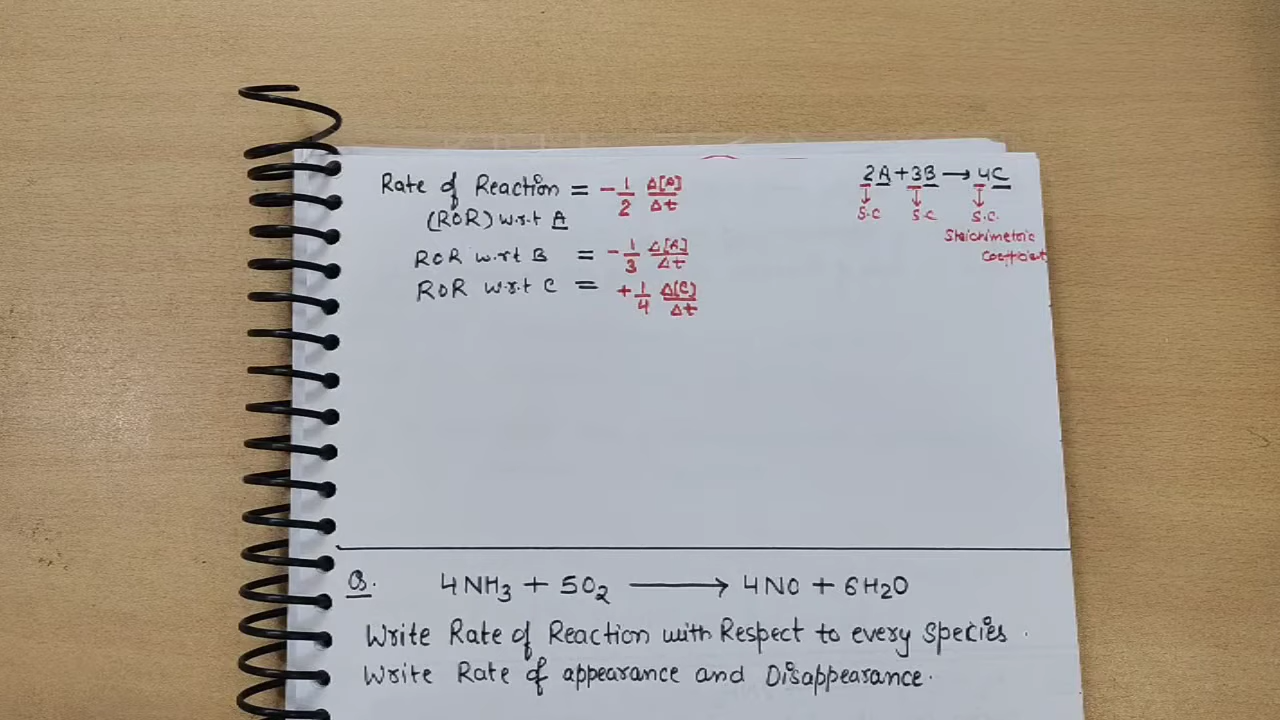 Rate of Reaction = -1/2 Δ[A]/Δt
(ROR) w.r.t A
ROR w.r.t B = -1/3 Δ[B]/Δt
ROR w.r.t C = +1/4 Δ[C]/Δt
2A + 3B → 4C
S.C S.C S.C.
Coefficient
Q. 4NH3 + 5O2 → 4NO + 6H2O
Write Rate of Reaction with Respect to every Species.
Write Rate of appearance and Disappearance.